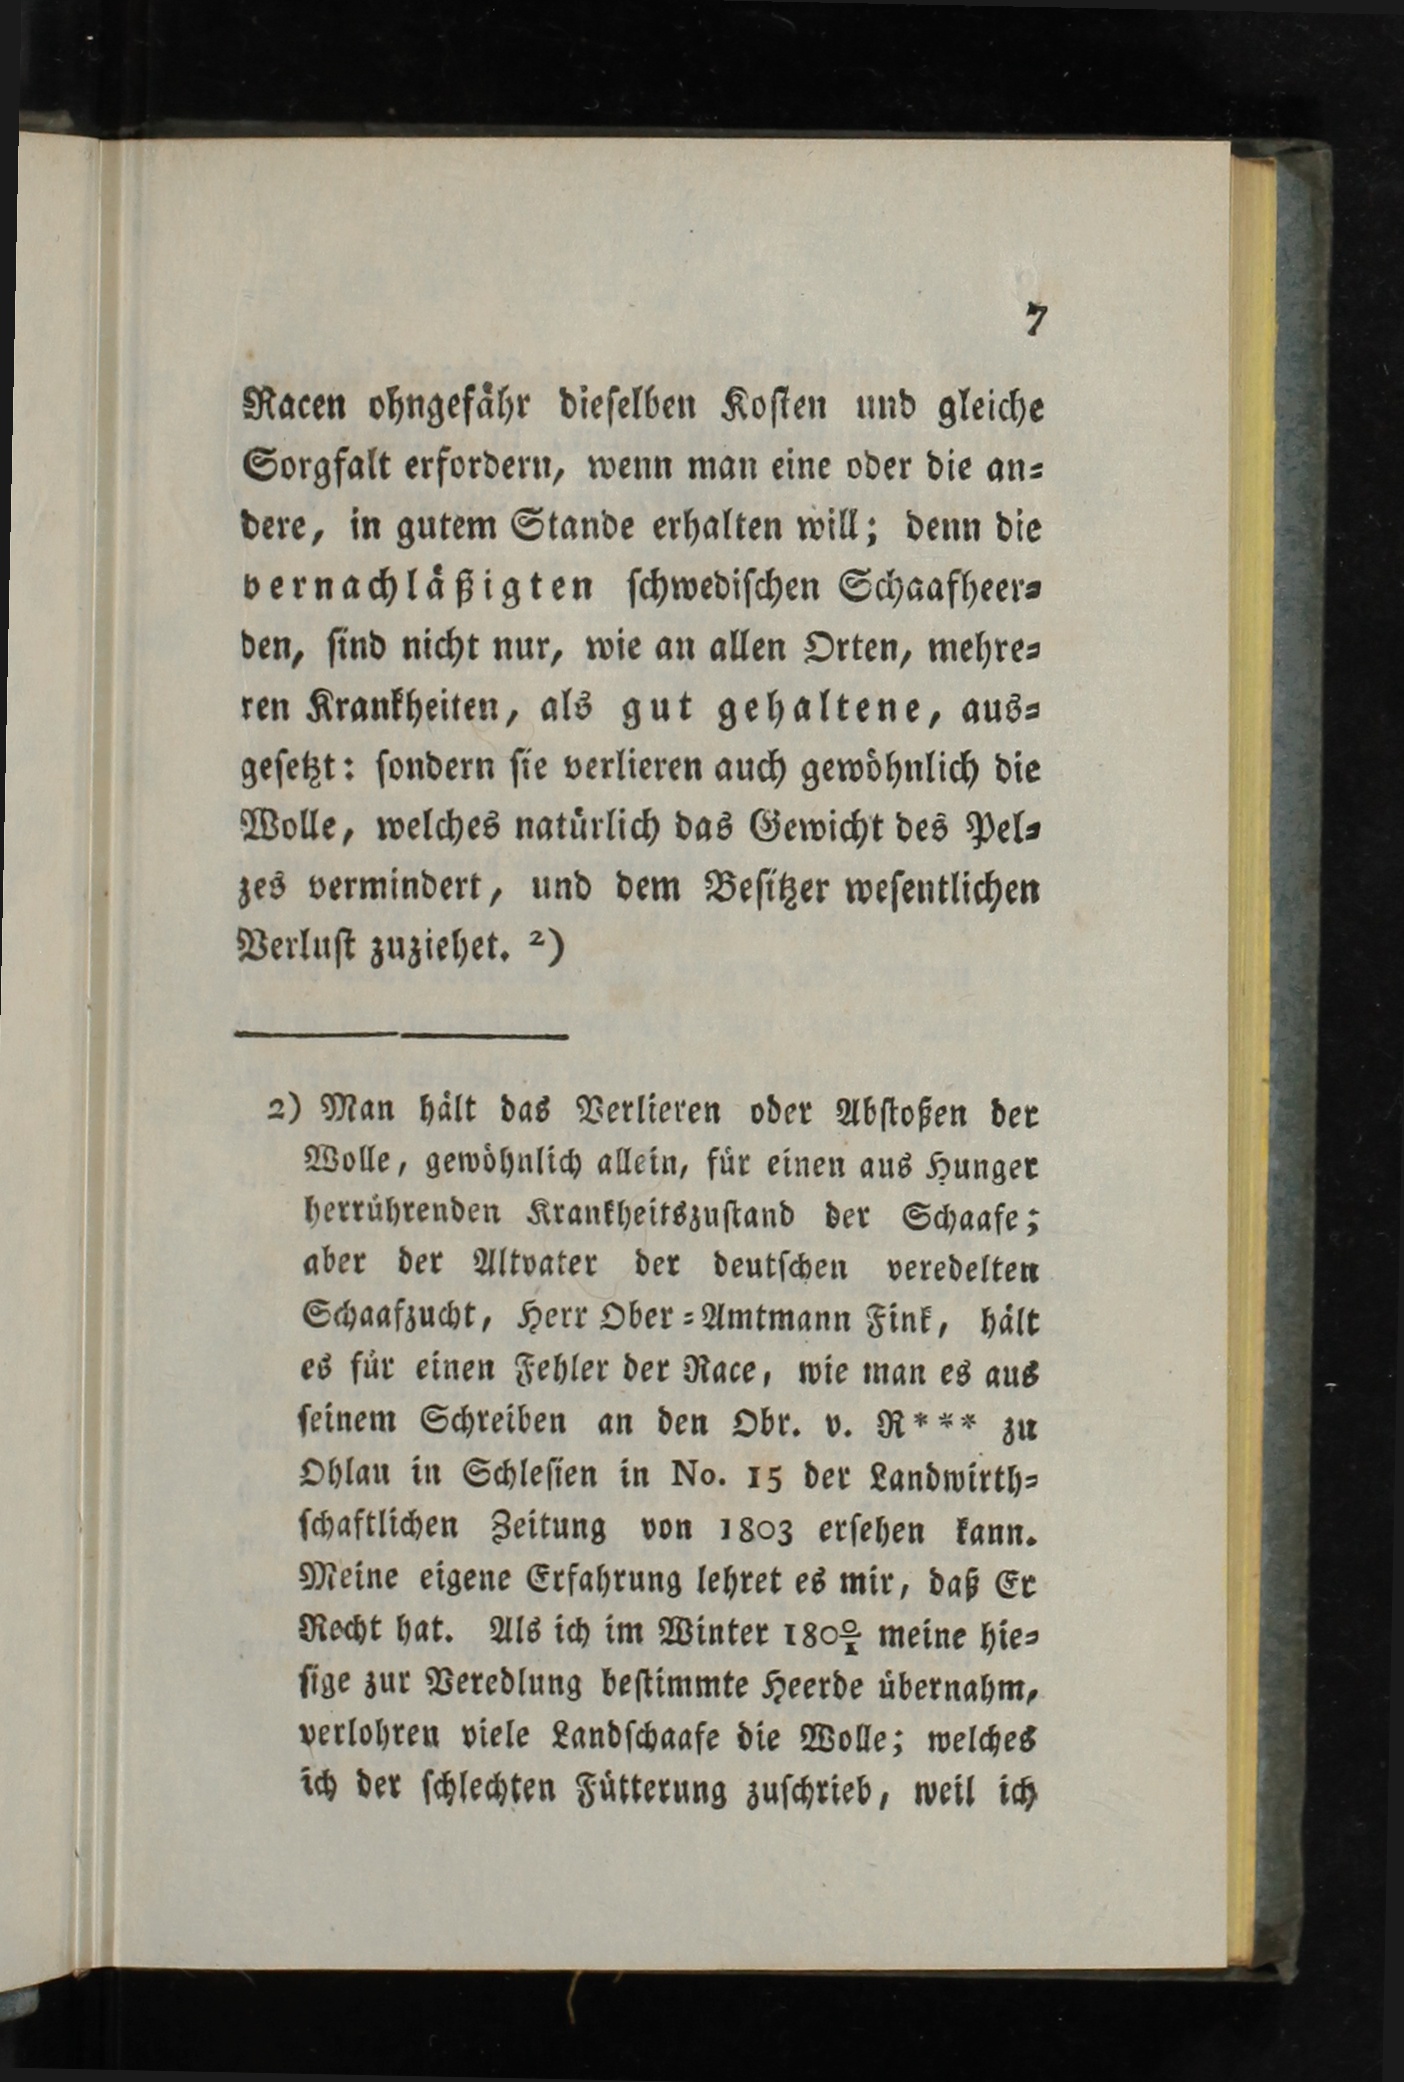 7
Racen ohngefähr dieselben Kosten und gleiche
Sorgfalt erfordern, wenn man eine oder die an=
dere, in gutem Stande erhalten will; denn die
vernachläßigten schwedischen Schaafheer=
den, sind nicht nur, wie an allen Orten, mehre=
ren Krankheiten, als gut gehaltene, aus=
gesetzt: sondern sie verlieren auch gewöhnlich die
Wolle, welches natürlich das Gewicht des Pel=
zes vermindert, und dem Besitzer wesentlichen
Verlust zuziehet. ²)
2) Man hält das Verlieren oder Abstoßen der
Wolle, gewöhnlich allein, für einen aus Hunger
herrührenden Krankheitszustand der Schaafe;
aber der Altvater der deutschen veredelten
Schaafzucht, Herr Ober=Amtmann Fink, hält
es für einen Fehler der Race, wie man es aus
seinem Schreiben an den Obr. v. R*** zu
Ohlau in Schlesien in No. 15 der Landwirth=
schaftlichen Zeitung von 1803 ersehen kann.
Meine eigene Erfahrung lehret es mir, daß Er
Recht hat. Als ich im Winter 180 0/1 meine hie=
sige zur Veredlung bestimmte Heerde übernahm,
verlohren viele Landschaafe die Wolle; welches
ich der schlechten Fütterung zuschrieb, weil ich